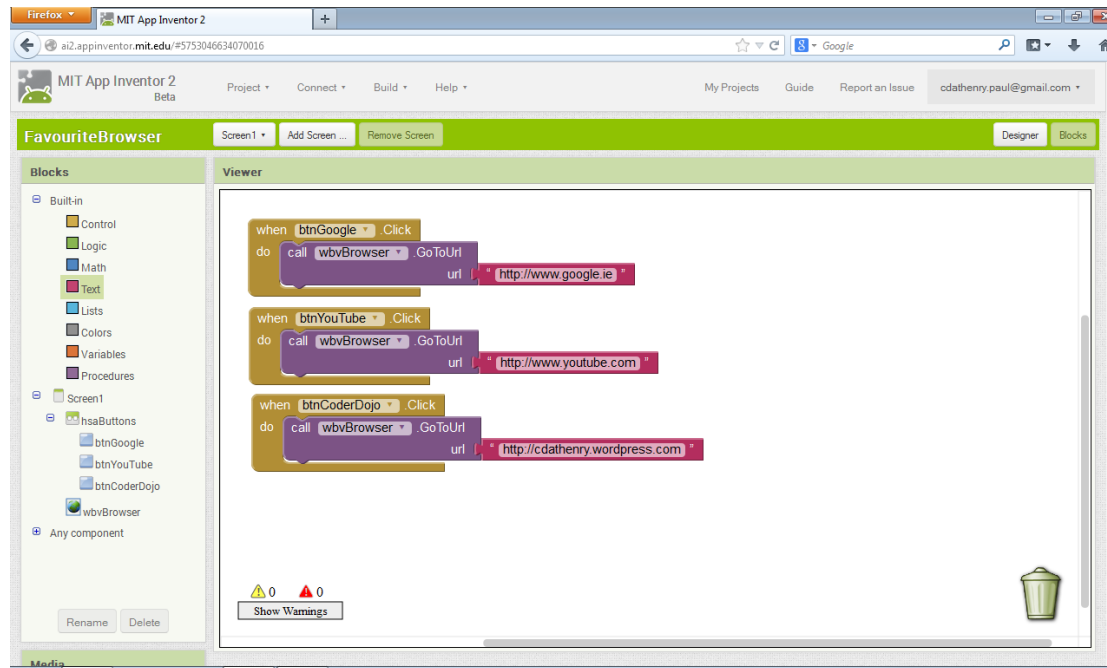 Firefox
MIT App Inventor 2
ai2.appinventor.mit.edu/#5753046634070016
Google
MIT App Inventor 2
Beta
Project Connect Build Help My Projects Guide Report an Issue cdathenry.paul@gmail.com
FavouriteBrowser Screen1 Add Screen ... Remove Screen Designer Blocks
Blocks
Built-in
Control
Logic
Math
Text
Lists
Colors
Variables
Procedures
Screen1
hsaButtons
btnGoogle
btnYouTube
btnCoderDojo
wbvBrowser
Any component
Rename Delete
Media
Viewer
when btnGoogle .Click
do call wbvBrowser .GoToUrl
url " http://www.google.ie "
when btnYouTube .Click
do call wbvBrowser .GoToUrl
url " http://www.youtube.com "
when btnCoderDojo .Click
do call wbvBrowser .GoToUrl
url " http://cdathenry.wordpress.com "
0 0
Show Warnings